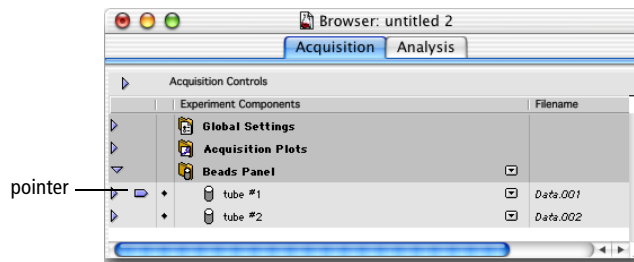 Browser: untitled 2
Acquisition Analysis
Acquisition Controls
Experiment Components Filename
Global Settings
Acquisition Plots
Beads Panel
pointer
tube #1 Data.001
tube #2 Data.002